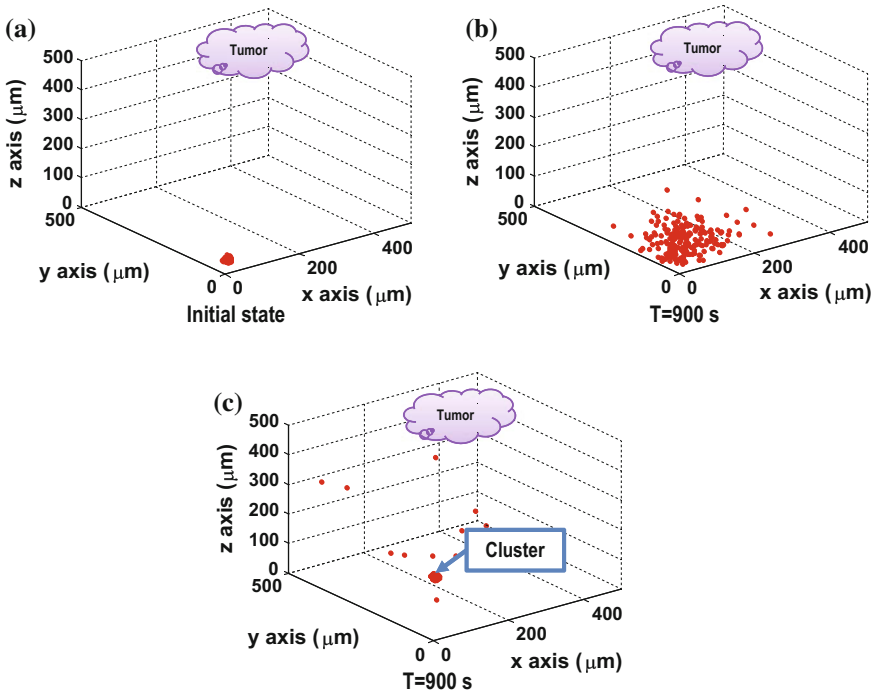 (a)
Tumor
z axis (μm)
500
400
300
200
100
0
500
y axis (μm)
0
0
200
400
x axis (μm)
Initial state
(b)
Tumor
z axis (μm)
500
400
300
200
100
0
500
y axis (μm)
0
0
200
400
x axis (μm)
T=900 s
(c)
Tumor
z axis (μm)
500
400
300
200
100
0
500
Cluster
y axis (μm)
0
0
200
400
x axis (μm)
T=900 s